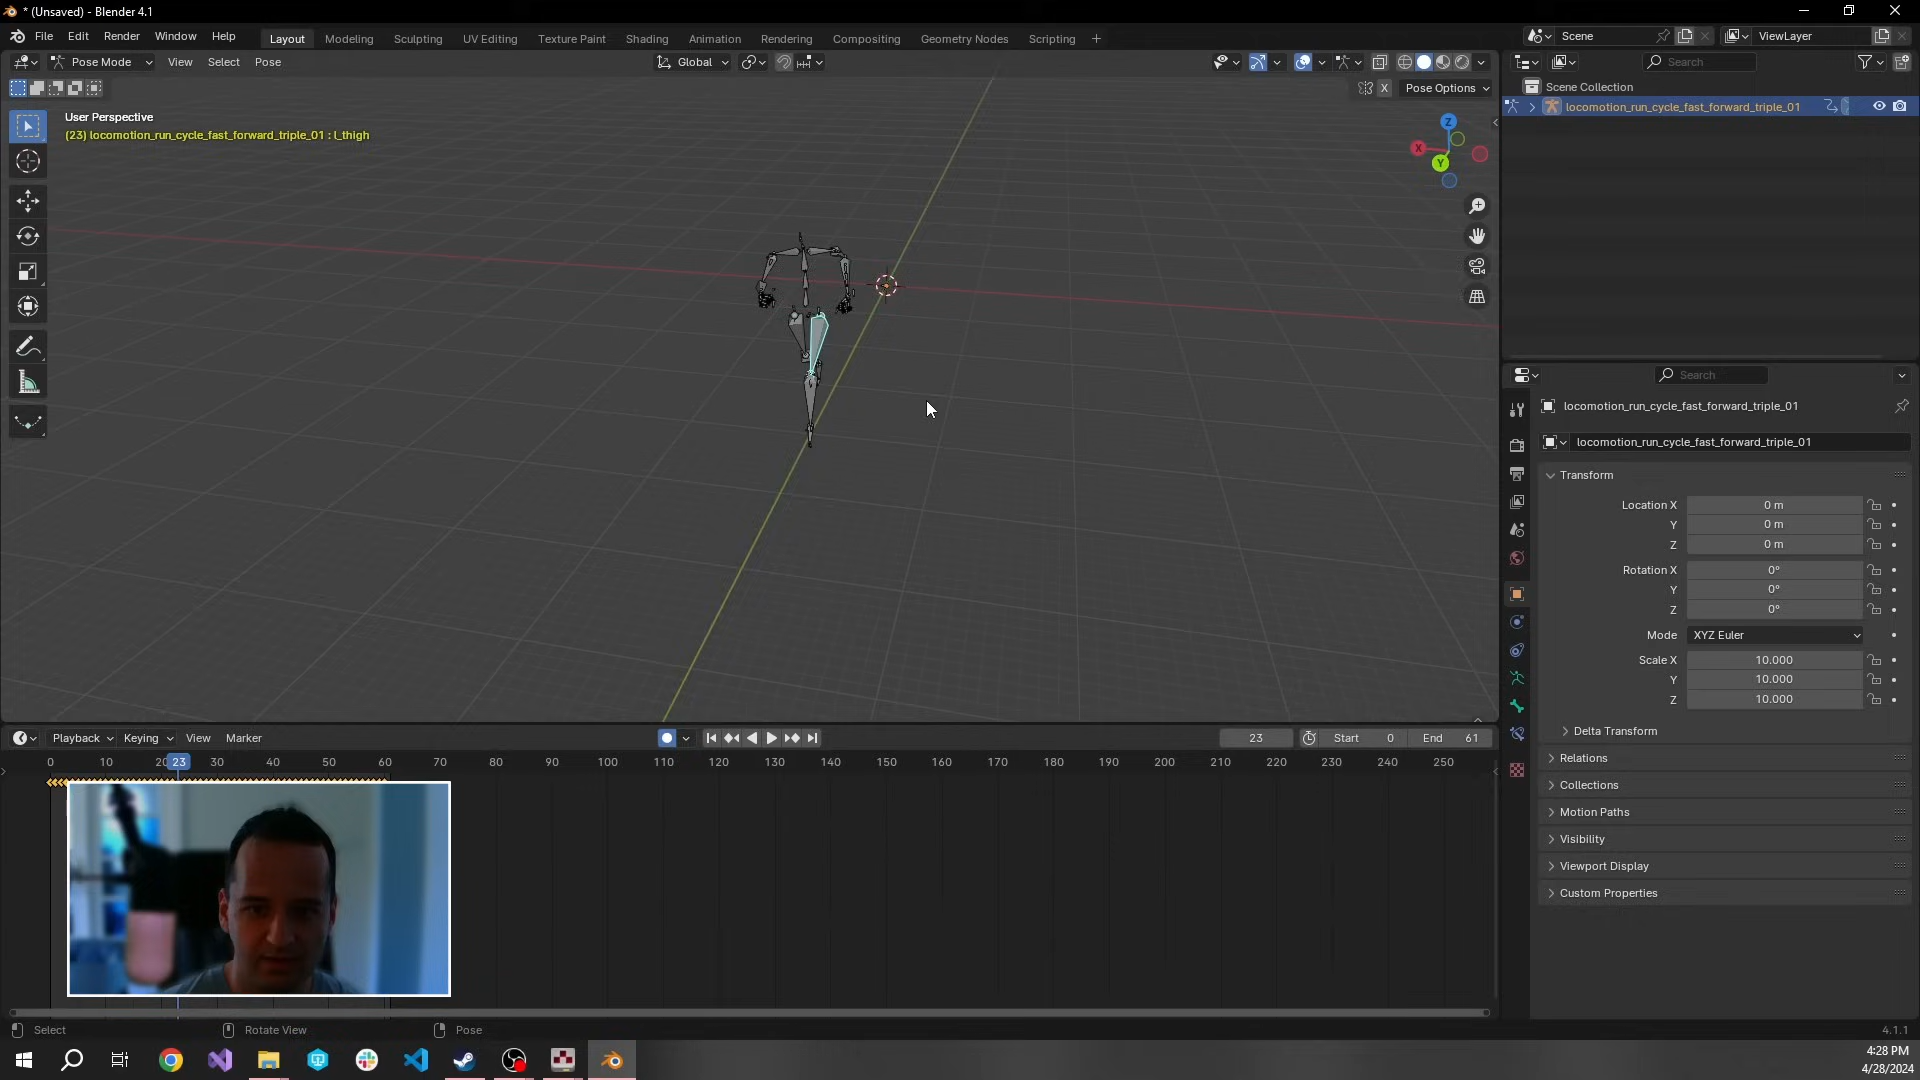 * (Unsaved) - Blender 4.1
File Edit Render Window Help
Layout Modeling Sculpting UV Editing Texture Paint Shading Animation Rendering Compositing Geometry Nodes Scripting +
Scene ViewLayer
Pose Mode View Select Pose
Global
Search
X Pose Options
Scene Collection
locomotion_run_cycle_fast_forward_triple_01
User Perspective
(23) locomotion_run_cycle_fast_forward_triple_01 : l_thigh
Z
X
Y
Search
locomotion_run_cycle_fast_forward_triple_01
locomotion_run_cycle_fast_forward_triple_01
Transform
Location X 0 m
Y 0 m
Z 0 m
Rotation X 0°
Y 0°
Z 0°
Mode XYZ Euler
Scale X 10.000
Y 10.000
Z 10.000
Delta Transform
Relations
Collections
Motion Paths
Visibility
Viewport Display
Custom Properties
Playback Keying View Marker
23 Start 0 End 61
0 10 20 23 30 40 50 60 70 80 90 100 110 120 130 140 150 160 170 180 190 200 210 220 230 240 250
Select Rotate View Pose
4.1.1
4:28 PM
4/28/2024